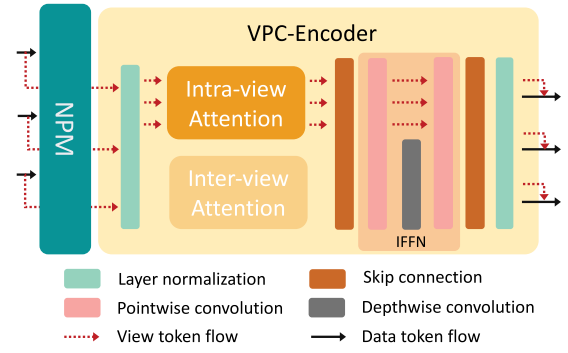 VPC-Encoder
NPM
Intra-view
Attention
Inter-view
Attention
IFFN
Layer normalization
Skip connection
Pointwise convolution
Depthwise convolution
View token flow
Data token flow